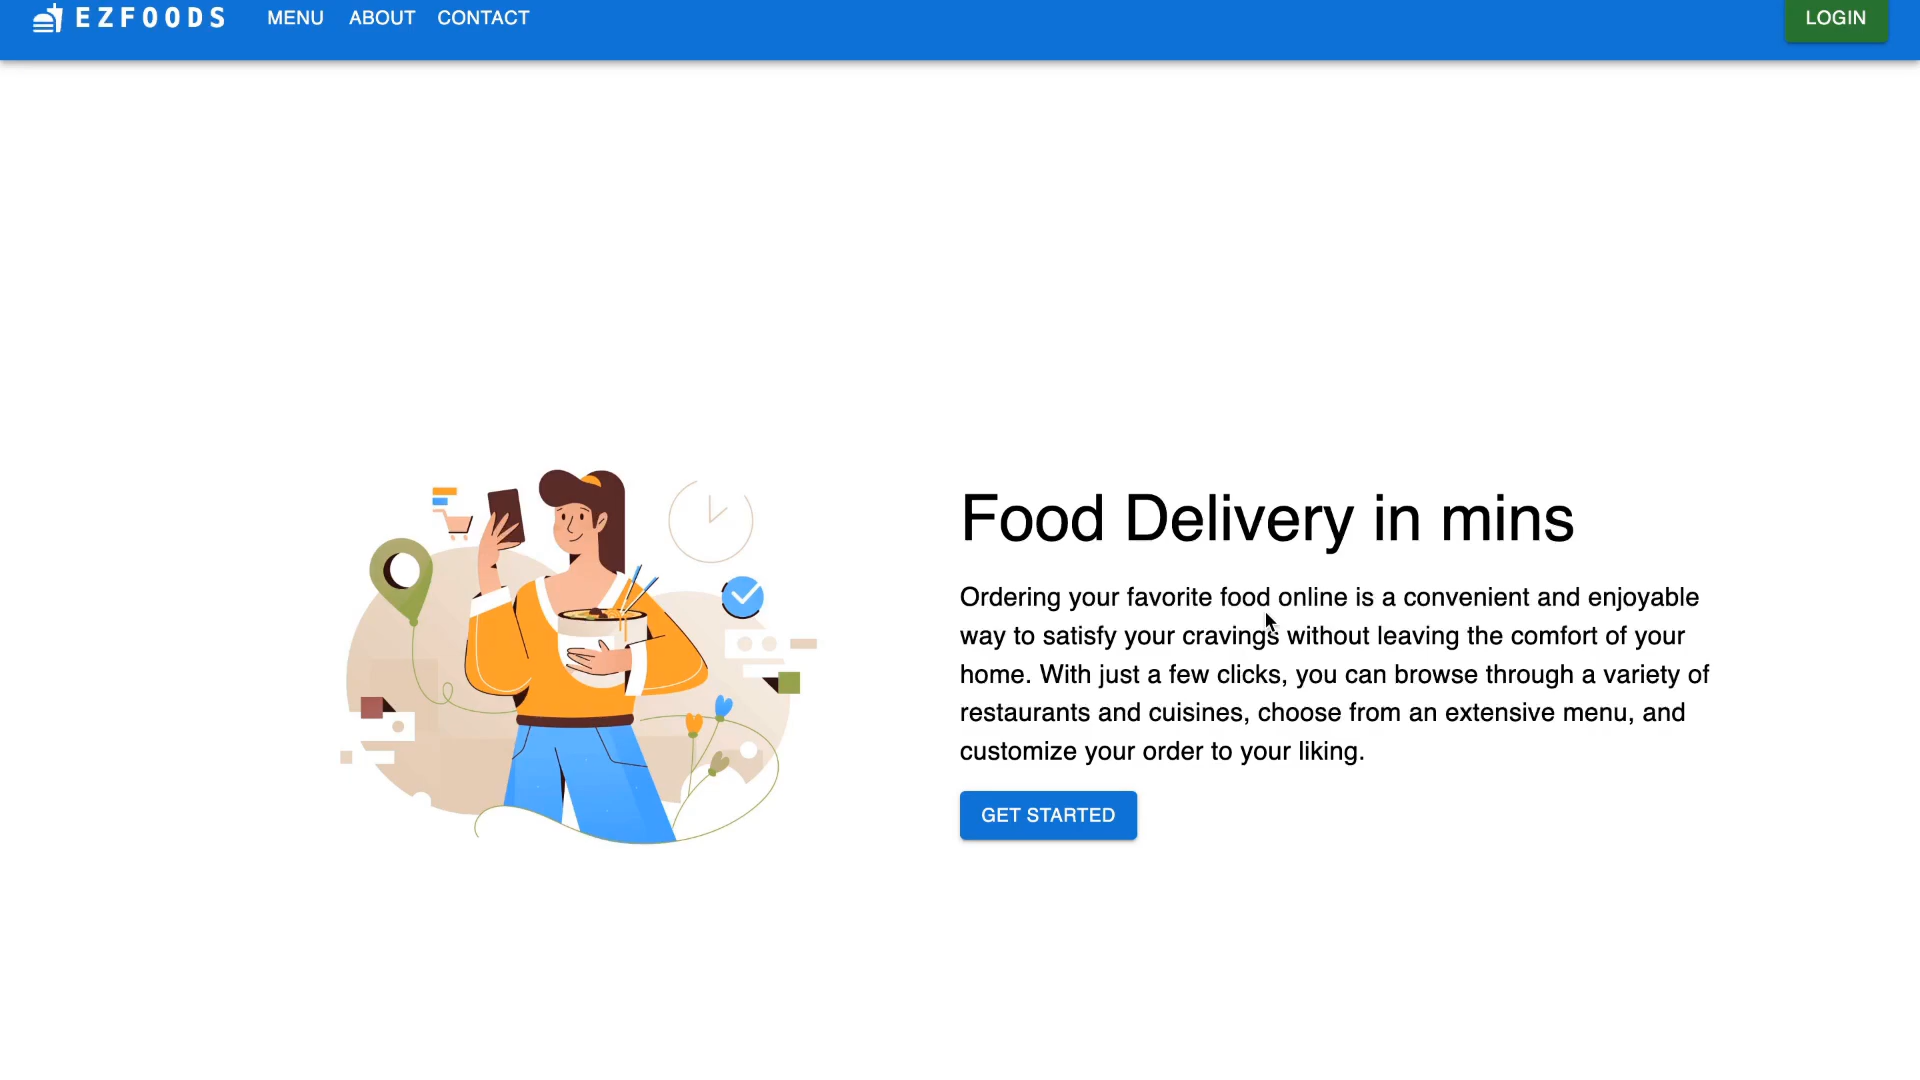 EZFOODS MENU ABOUT CONTACT LOGIN
Food Delivery in mins
Ordering your favorite food online is a convenient and enjoyable
way to satisfy your cravings without leaving the comfort of your
home. With just a few clicks, you can browse through a variety of
restaurants and cuisines, choose from an extensive menu, and
customize your order to your liking.
GET STARTED